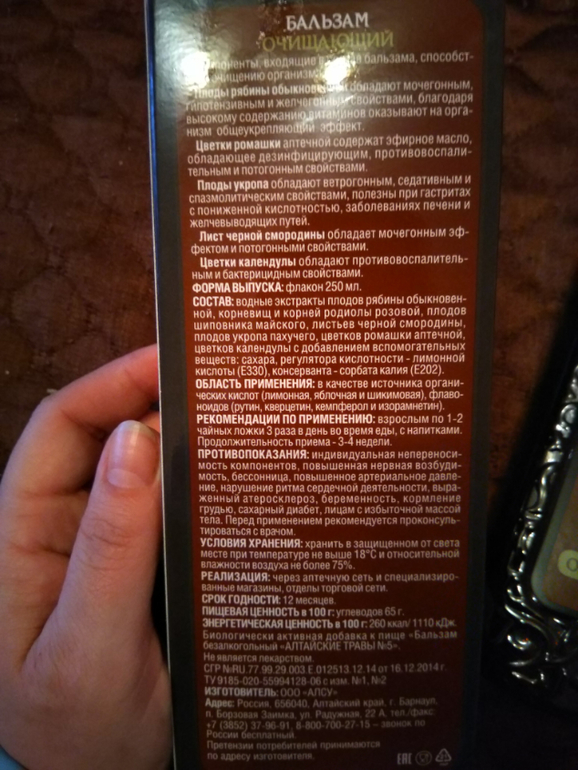 БАЛЬЗАМ
ОЧИЩАЮЩИЙ
входящие бальзама, способст-
очищению
Плоды рябины обладают мочегонным,
гипотензивным и желчегонным свойствами, благодаря
высокому содержанию витаминов оказывают на орга-
низм общеукрепляющий эффект.
Цветки ромашки аптечной содержат эфирное масло,
обладающее дезинфицирующим, противовоспали-
тельным и потогонным свойствами.
Плоды укропа обладают ветрогонным, седативным и
спазмолитическим свойствами, полезны при гастритах
с пониженной кислотностью, заболеваниях печени и
желчевыводящих путей.
Лист черной смородины обладает мочегонным эф-
фектом и потогонными свойствами.
Цветки календулы обладают противовоспалитель-
ным и бактерицидным свойствами.
ФОРМА ВЫПУСКА: флакон 250 мл.
СОСТАВ: водные экстракты плодов рябины обыкновен-
ной, корневищ и корней родиолы розовой, плодов
шиповника майского, листьев черной смородины,
плодов укропа пахучего, цветков ромашки аптечной,
цветков календулы с добавлением вспомогательных
веществ: сахара, регулятора кислотности - лимонной
кислоты (Е330), консерванта - сорбата калия (Е202).
ОБЛАСТЬ ПРИМЕНЕНИЯ: в качестве источника органи-
ческих кислот (лимонная, яблочная и шикимовая), флаво-
ноидов (рутин, кверцетин, кемпферол и изорамнетин).
РЕКОМЕНДАЦИИ ПО ПРИМЕНЕНИЮ: взрослым по 1-2
чайных ложки 3 раза в день во время еды, с напитками.
Продолжительность приема - 3-4 недели.
ПРОТИВОПОКАЗАНИЯ: индивидуальная непереноси-
мость компонентов, повышенная нервная возбуди-
мость, бессонница, повышенное артериальное давле-
ние, нарушение ритма сердечной деятельности, выра-
женный атеросклероз, беременность, кормление
грудью, сахарный диабет, лицам с избыточной массой
тела. Перед применением рекомендуется проконсуль-
тироваться с врачом.
УСЛОВИЯ ХРАНЕНИЯ: хранить в защищенном от света
месте при температуре не выше 18°С и относительной
влажности воздуха не более 75%.
РЕАЛИЗАЦИЯ: через аптечную сеть и специализиро-
ванные магазины, отделы торговой сети.
СРОК ГОДНОСТИ: 12 месяцев.
ПИЩЕВАЯ ЦЕННОСТЬ в 100 г: углеводов 65 г.
ЭНЕРГЕТИЧЕСКАЯ ЦЕННОСТЬ в 100 г: 260 ккал/ 1110 кДж.
Биологически активная добавка к пище «Бальзам
безалкогольный «АЛТАЙСКИЕ ТРАВЫ №5».
Не является лекарством.
СГР №RU.77.99.29.003.Е.012513.12.14 от 16.12.2014 г.
ТУ 9185-020-55994128-06 с изм. №1, №2
ИЗГОТОВИТЕЛЬ: ООО «АЛСУ»
Адрес: Россия, 656040, Алтайский край, г. Барнаул,
п. Борзовая Заимка, ул. Радужная, 22 А. тел./факс:
+7 (3852) 37-96-91, 8-800-700-27-15 – звонок по
России бесплатный.
Претензии потребителей принимаются
по адресу изготовителя.
ЕАС